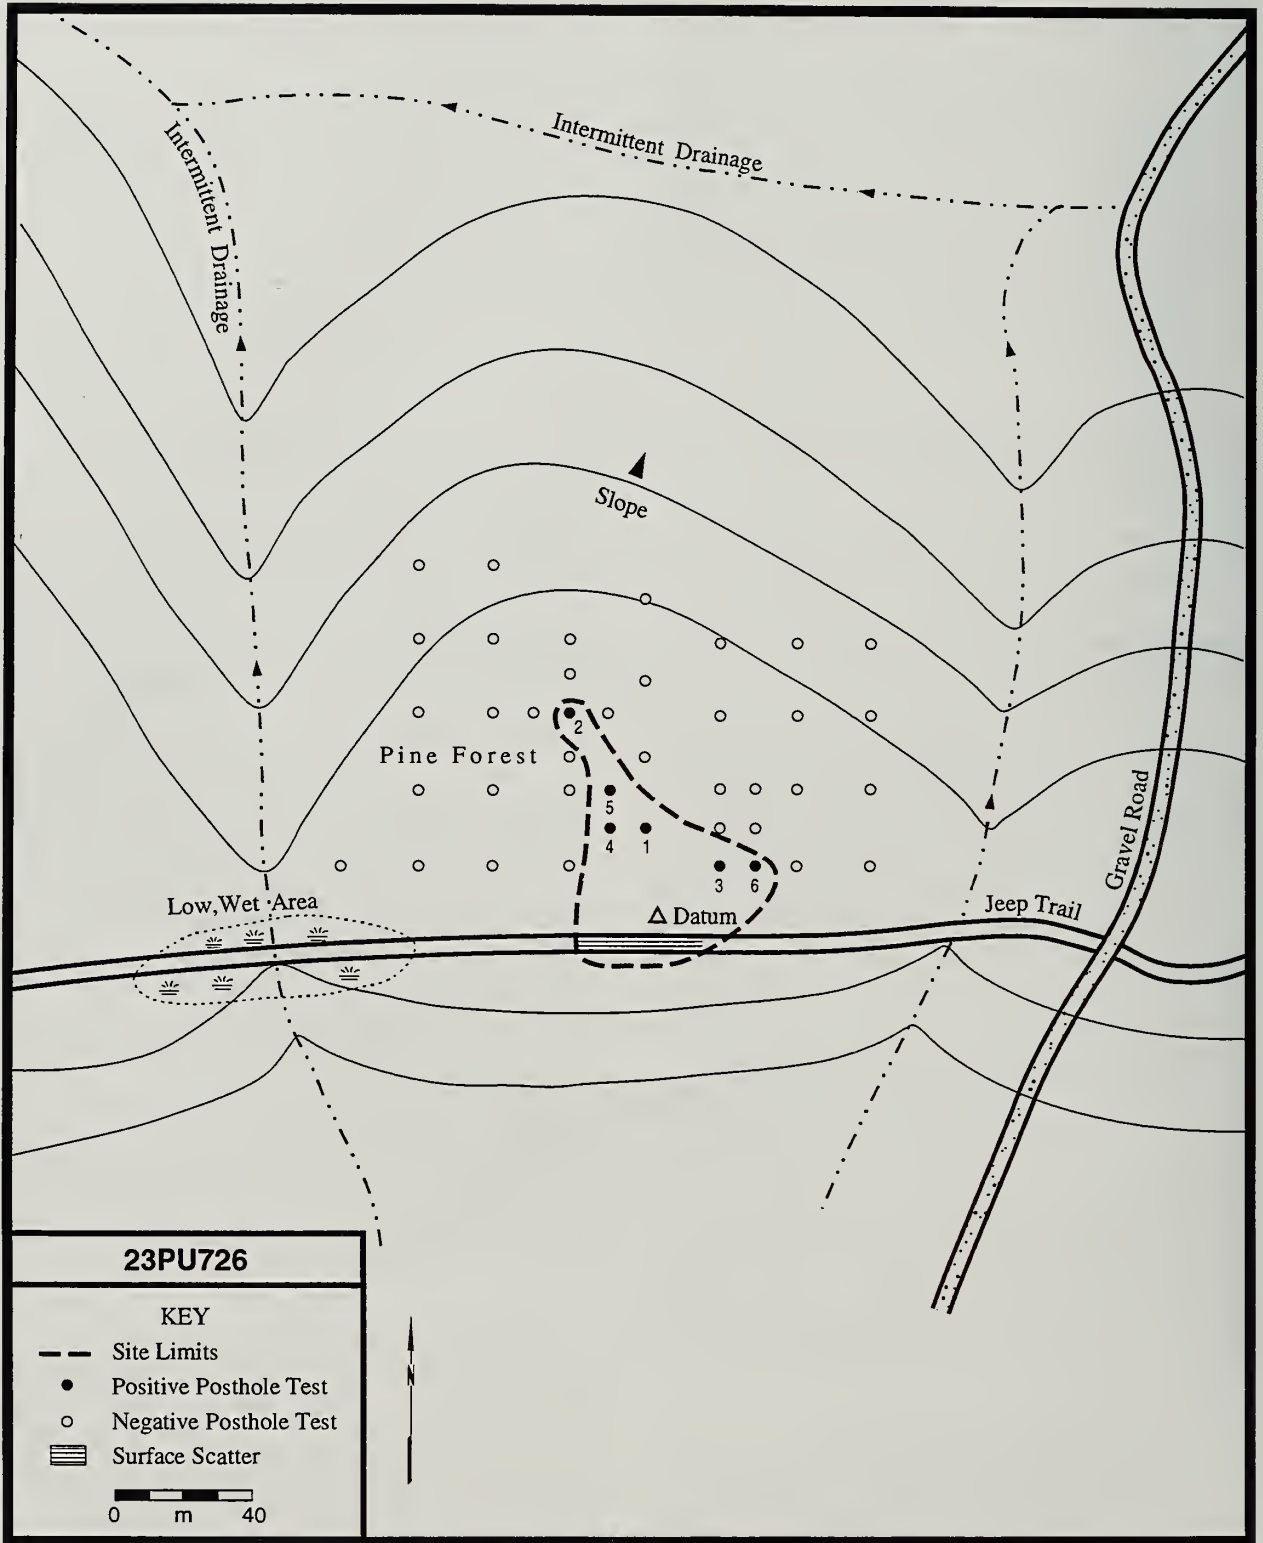 Intermittent Drainage
Intermittent Drainage
Slope
2
Pine Forest
5
4
1
3
6
Gravel Road
Low, Wet Area
Datum
Jeep Trail
23PU726
KEY
Site Limits
Positive Posthole Test
Negative Posthole Test
Surface Scatter
0 m 40
N